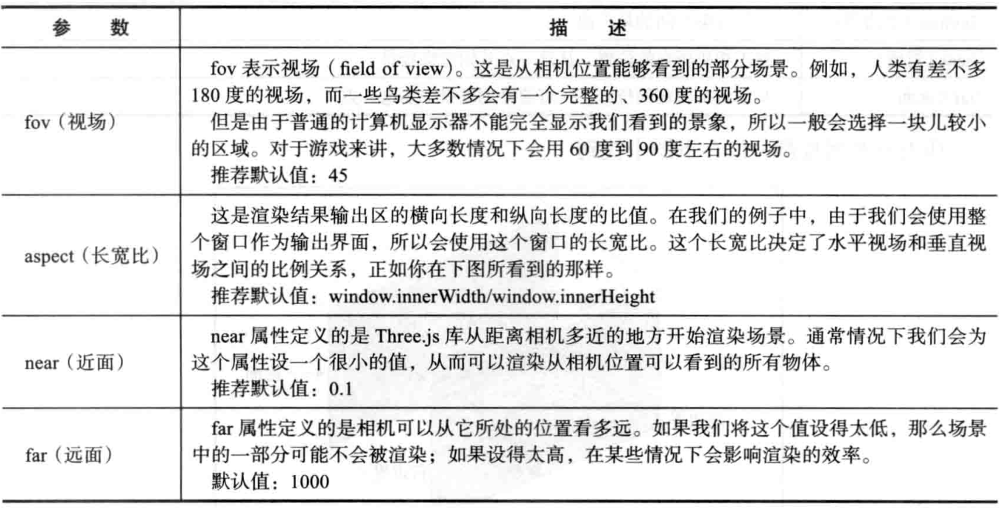 参 数 描 述
fov 表示视场（field of view）。这是从相机位置能够看到的部分场景。例如，人类有差不多
180 度的视场，而一些鸟类差不多会有一个完整的、360 度的视场。
fov（视场）
但是由于普通的计算机显示器不能完全显示我们看到的景象，所以一般会选择一块儿较小
的区域。对于游戏来讲，大多数情况下会用 60 度到 90 度左右的视场。
推荐默认值：45
这是渲染结果输出区的横向长度和纵向长度的比值。在我们的例子中，由于我们会使用整
个窗口作为输出界面，所以会使用这个窗口的长宽比。这个长宽比决定了水平视场和垂直视
aspect（长宽比）
场之间的比例关系，正如你在下图所看到的那样。
推荐默认值：window.innerWidth/window.innerHeight
near 属性定义的是 Three.js 库从距离相机多近的地方开始渲染场景。通常情况下我们会为
near（近面）
这个属性设一个很小的值，从而可以渲染从相机位置可以看到的所有物体。
推荐默认值：0.1
far 属性定义的是相机可以从它所处的位置看多远。如果我们将这个值设得太低，那么场景
far（远面）
中的一部分可能不会被渲染；如果设得太高，在某些情况下会影响渲染的效率。
默认值：1000